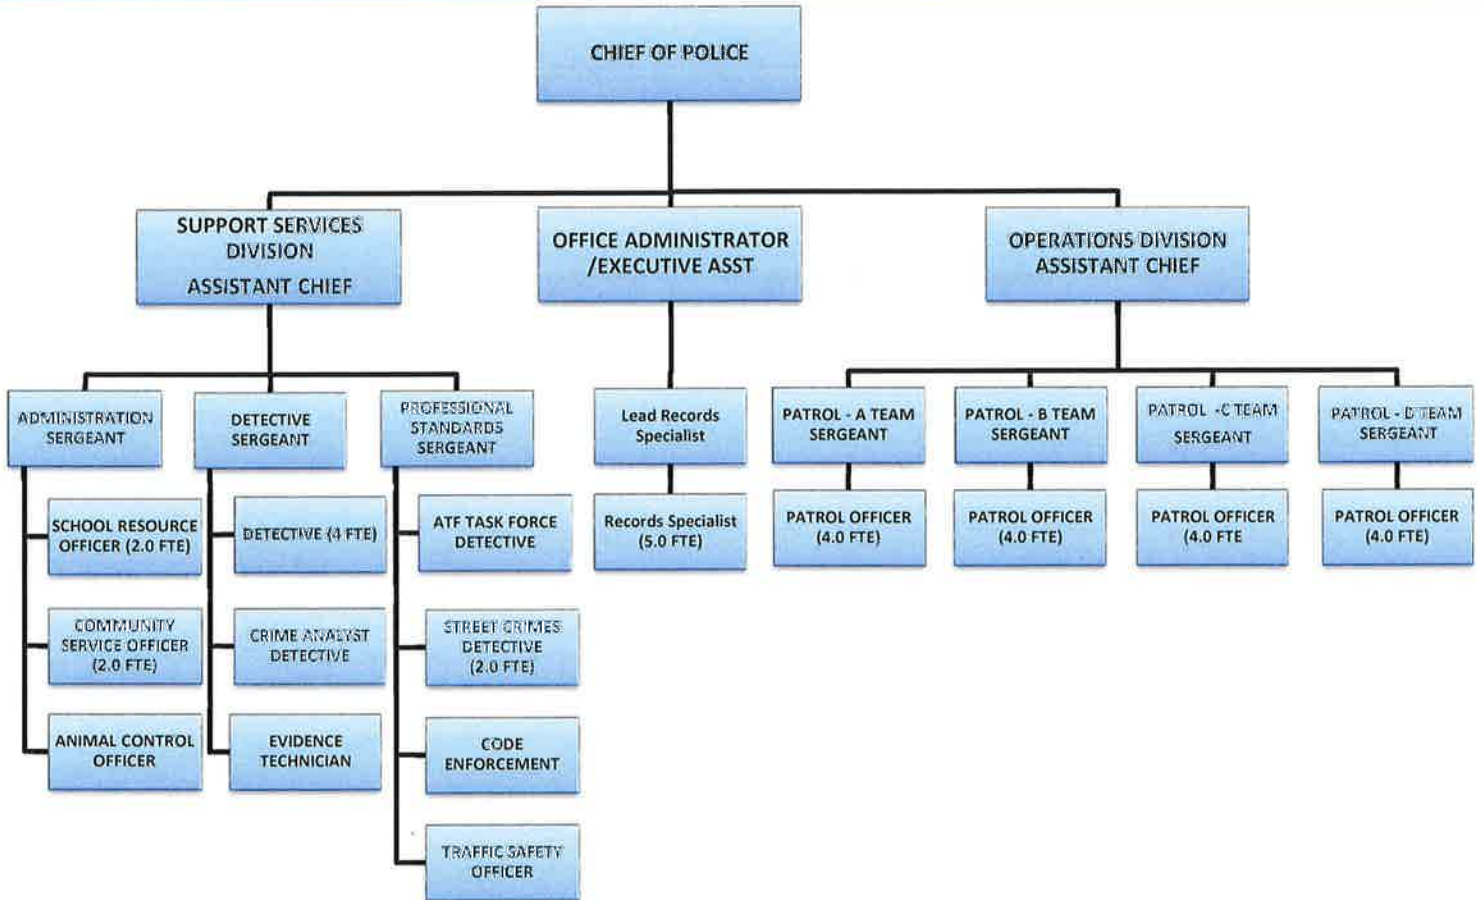 CHIEF OF POLICE
SUPPORT SERVICES
DIVISION
ASSISTANT CHIEF
OFFICE ADMINISTRATOR
/EXECUTIVE ASST
OPERATIONS DIVISION
ASSISTANT CHIEF
ADMINISTRATION
SERGEANT
DETECTIVE
SERGEANT
PROFESSIONAL
STANDARDS
SERGEANT
Lead Records
Specialist
PATROL - A TEAM
SERGEANT
PATROL - B TEAM
SERGEANT
PATROL -C TEAM
SERGEANT
PATROL - D TEAM
SERGEANT
SCHOOL RESOURCE
OFFICER (2.0 FTE)
DETECTIVE (4 FTE)
ATF TASK FORCE
DETECTIVE
Records Specialist
(5.0 FTE)
PATROL OFFICER
(4.0 FTE)
PATROL OFFICER
(4.0 FTE)
PATROL OFFICER
(4.0 FTE
PATROL OFFICER
(4.0 FTE)
COMMUNITY
SERVICE OFFICER
(2.0 FTE)
CRIME ANALYST
DETECTIVE
STREET CRIMES
DETECTIVE
(2.0 FTE)
ANIMAL CONTROL
OFFICER
EVIDENCE
TECHNICIAN
CODE
ENFORCEMENT
TRAFFIC SAFETY
OFFICER